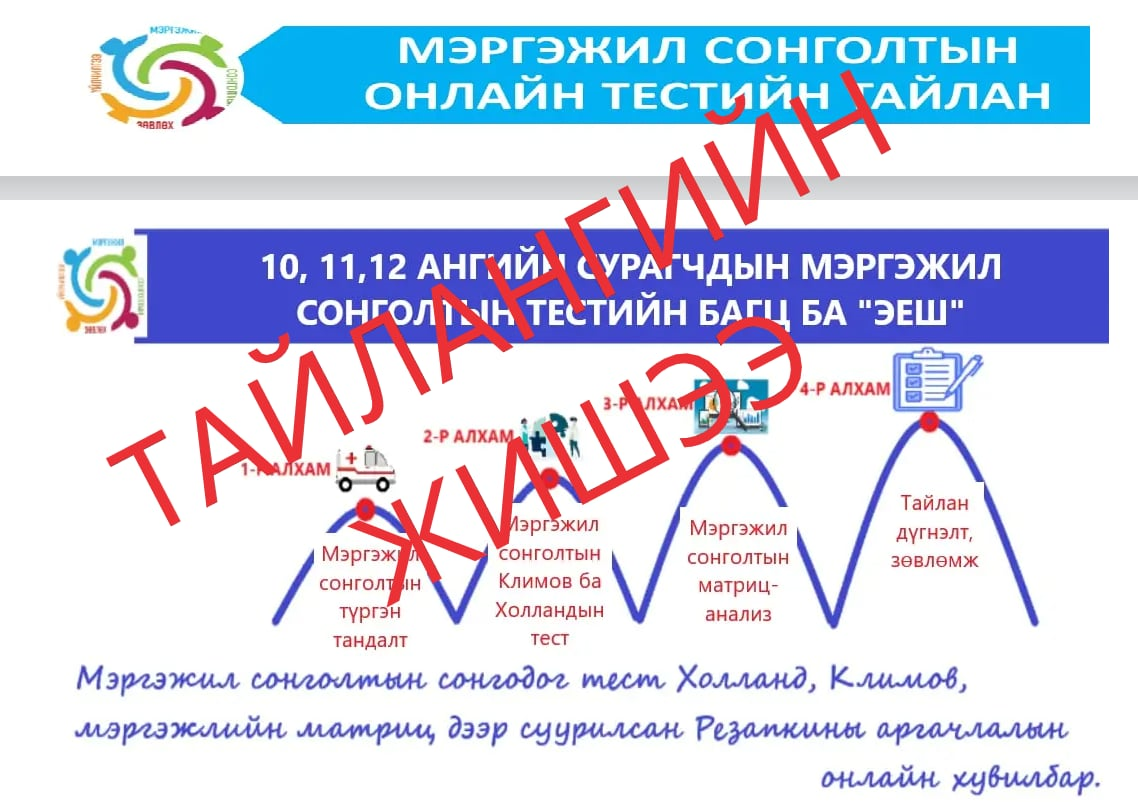 МЭРГЭЖИЛ
СОНГОЛТЫН
ЗӨВЛӨХ
ҮЙЛЧИЛГЭЭ
МЭРГЭЖИЛ СОНГОЛТЫН
ОНЛАЙН ТЕСТИЙН ТАЙЛАН
10, 11,12 АНГИЙН СУРАГЧДЫН МЭРГЭЖИЛ
СОНГОЛТЫН ТЕСТИЙН БАГЦ БА "ЭЕШ"
ТАЙЛАНГИЙН
ЖИШЭЭ
1-Р АЛХАМ
Мэргэжил
сонголтын
түргэн
тандалт
2-Р АЛХАМ
Мэргэжил
сонголтын
Климов ба
Холландын
тест
3-Р АЛХАМ
Мэргэжил
сонголтын
матриц-
анализ
4-Р АЛХАМ
Тайлан
дүгнэлт,
зөвлөмж
Мэргэжил сонголтын сонгодог тест Холланд, Климов,
мэргэжлийн матриц дээр суурилсан Резапкины аргачлалын
онлайн хувилбар.